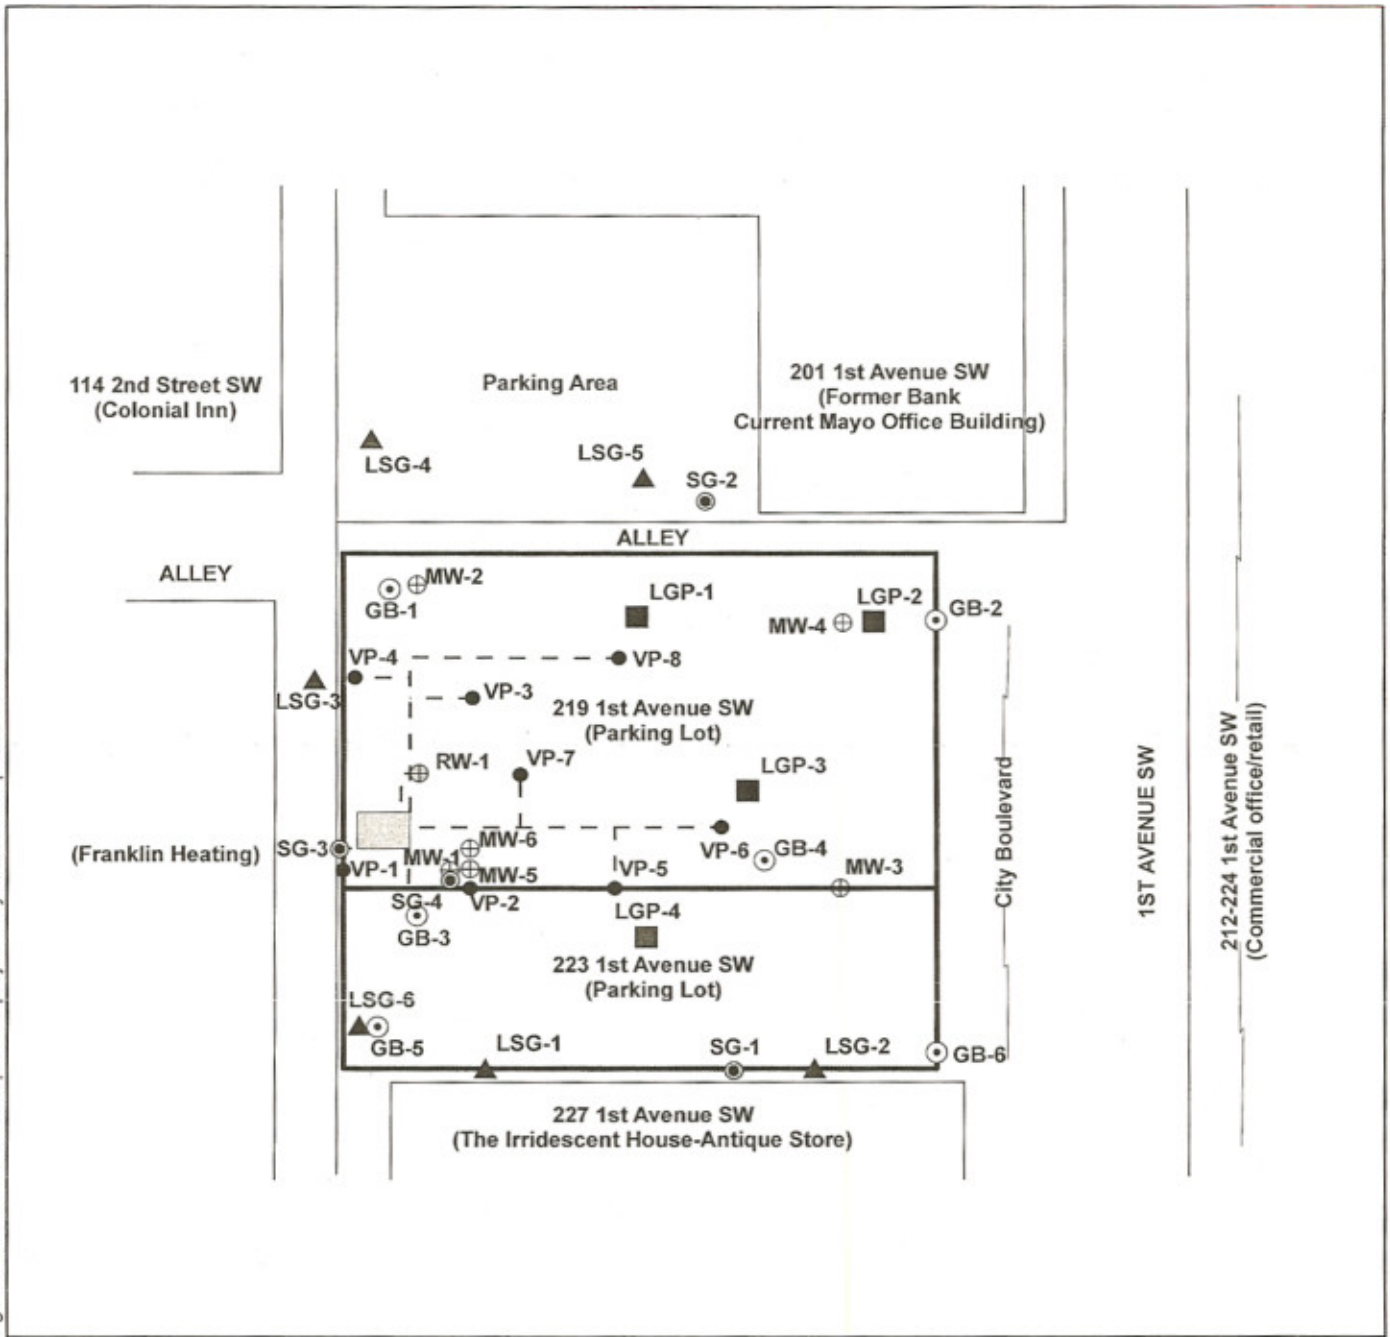 114 2nd Street SW
(Colonial Inn)
Parking Area
201 1st Avenue SW
(Former Bank
Current Mayo Office Building)
LSG-4
LSG-5
SG-2
ALLEY
ALLEY
MW-2
GB-1
LGP-1
LGP-2
MW-4
GB-2
VP-4
VP-8
LSG-3
VP-3
219 1st Avenue SW
(Parking Lot)
RW-1
VP-7
LGP-3
City Boulevard
1ST AVENUE SW
212-224 1st Avenue SW
(Commercial office/retail)
(Franklin Heating)
SG-3
MW-6
VP-6
GB-4
MW-1
VP-1
MW-5
VP-5
MW-3
SG-4
VP-2
LGP-4
GB-3
223 1st Avenue SW
(Parking Lot)
LSG-6
GB-5
LSG-1
SG-1
LSG-2
GB-6
227 1st Avenue SW
(The Irridescent House-Antique Store)